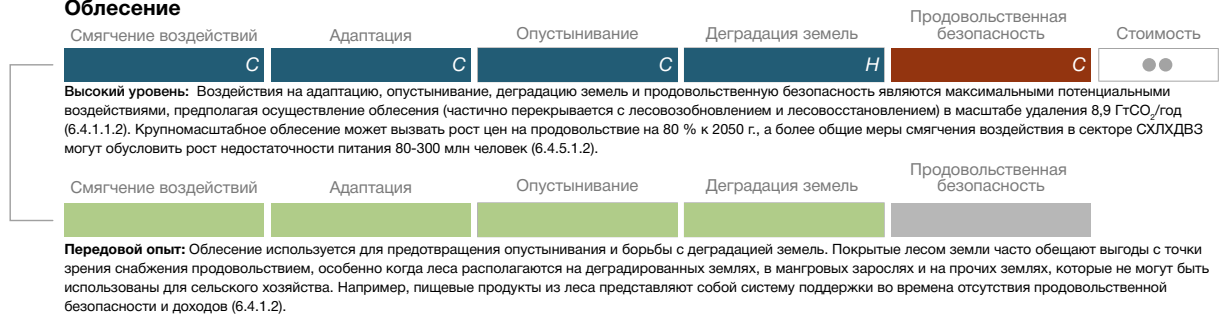 Облесение
Смягчение воздействий Адаптация Опустынивание Деградация земель Продовольственная безопасность Стоимость
С С С Н С
Высокий уровень: Воздействия на адаптацию, опустынивание, деградацию земель и продовольственную безопасность являются максимальными потенциальными
воздействиями, предполагая осуществление облесения (частично перекрывается с лесовозобновлением и лесовосстановлением) в масштабе удаления 8,9 ГтCO₂/год
(6.4.1.1.2). Крупномасштабное облесение может вызвать рост цен на продовольствие на 80 % к 2050 г., а более общие меры смягчения воздействия в секторе СХЛХДВЗ
могут обусловить рост недостаточности питания 80-300 млн человек (6.4.5.1.2).
Смягчение воздействий Адаптация Опустынивание Деградация земель Продовольственная безопасность
Передовой опыт: Облесение используется для предотвращения опустынивания и борьбы с деградацией земель. Покрытые лесом земли часто обещают выгоды с точки
зрения снабжения продовольствием, особенно когда леса располагаются на деградированных землях, в мангровых зарослях и на прочих землях, которые не могут быть
использованы для сельского хозяйства. Например, пищевые продукты из леса представляют собой систему поддержки во времена отсутствия продовольственной
безопасности и доходов (6.4.1.2).